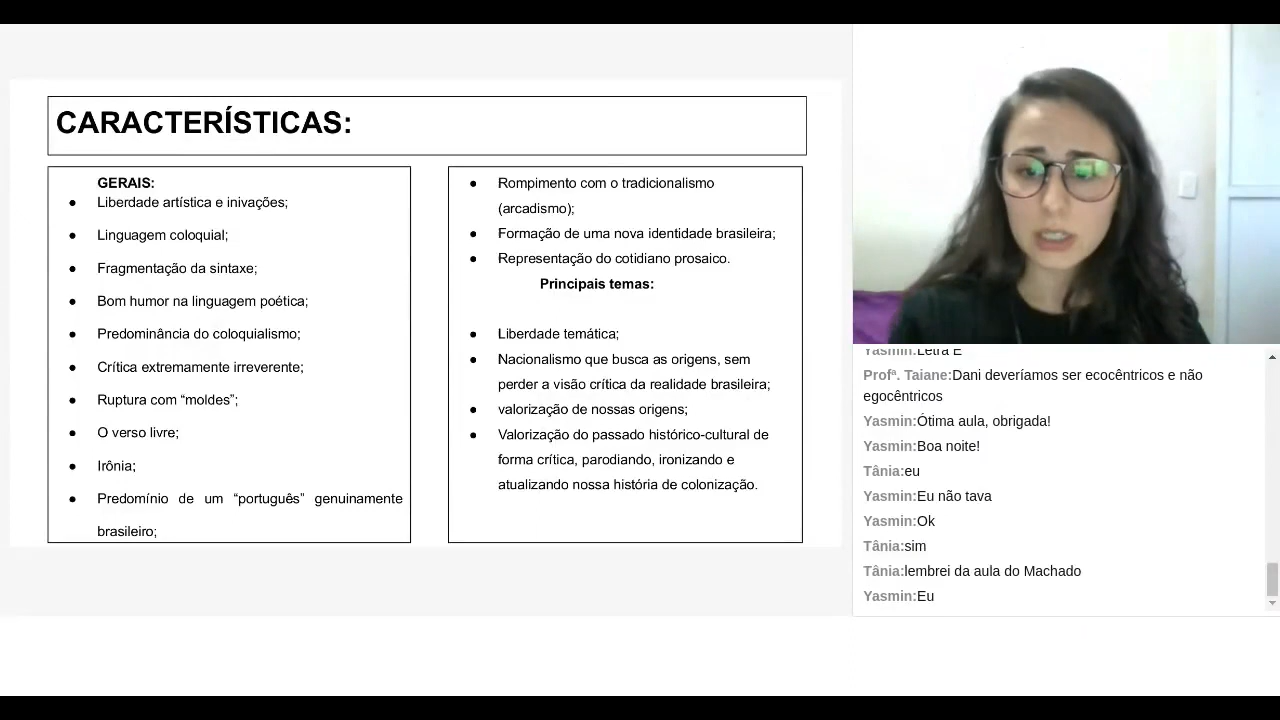 CARACTERÍSTICAS:
GERAIS:
● Liberdade artística e inivações;
● Linguagem coloquial;
● Fragmentação da sintaxe;
● Bom humor na linguagem poética;
● Predominância do coloquialismo;
● Crítica extremamente irreverente;
● Ruptura com “moldes”;
● O verso livre;
● Irônia;
● Predomínio de um “português” genuinamente
brasileiro;
● Rompimento com o tradicionalismo
(arcadismo);
● Formação de uma nova identidade brasileira;
● Representação do cotidiano prosaico.
Principais temas:
● Liberdade temática;
● Nacionalismo que busca as origens, sem
perder a visão crítica da realidade brasileira;
● valorização de nossas origens;
● Valorização do passado histórico-cultural de
forma crítica, parodiando, ironizando e
atualizando nossa história de colonização.
Yasmin:Letra E
Profª. Taiane:Dani deveríamos ser ecocêntricos e não
egocêntricos
Yasmin:Ótima aula, obrigada!
Yasmin:Boa noite!
Tânia:eu
Yasmin:Eu não tava
Yasmin:Ok
Tânia:sim
Tânia:lembrei da aula do Machado
Yasmin:Eu